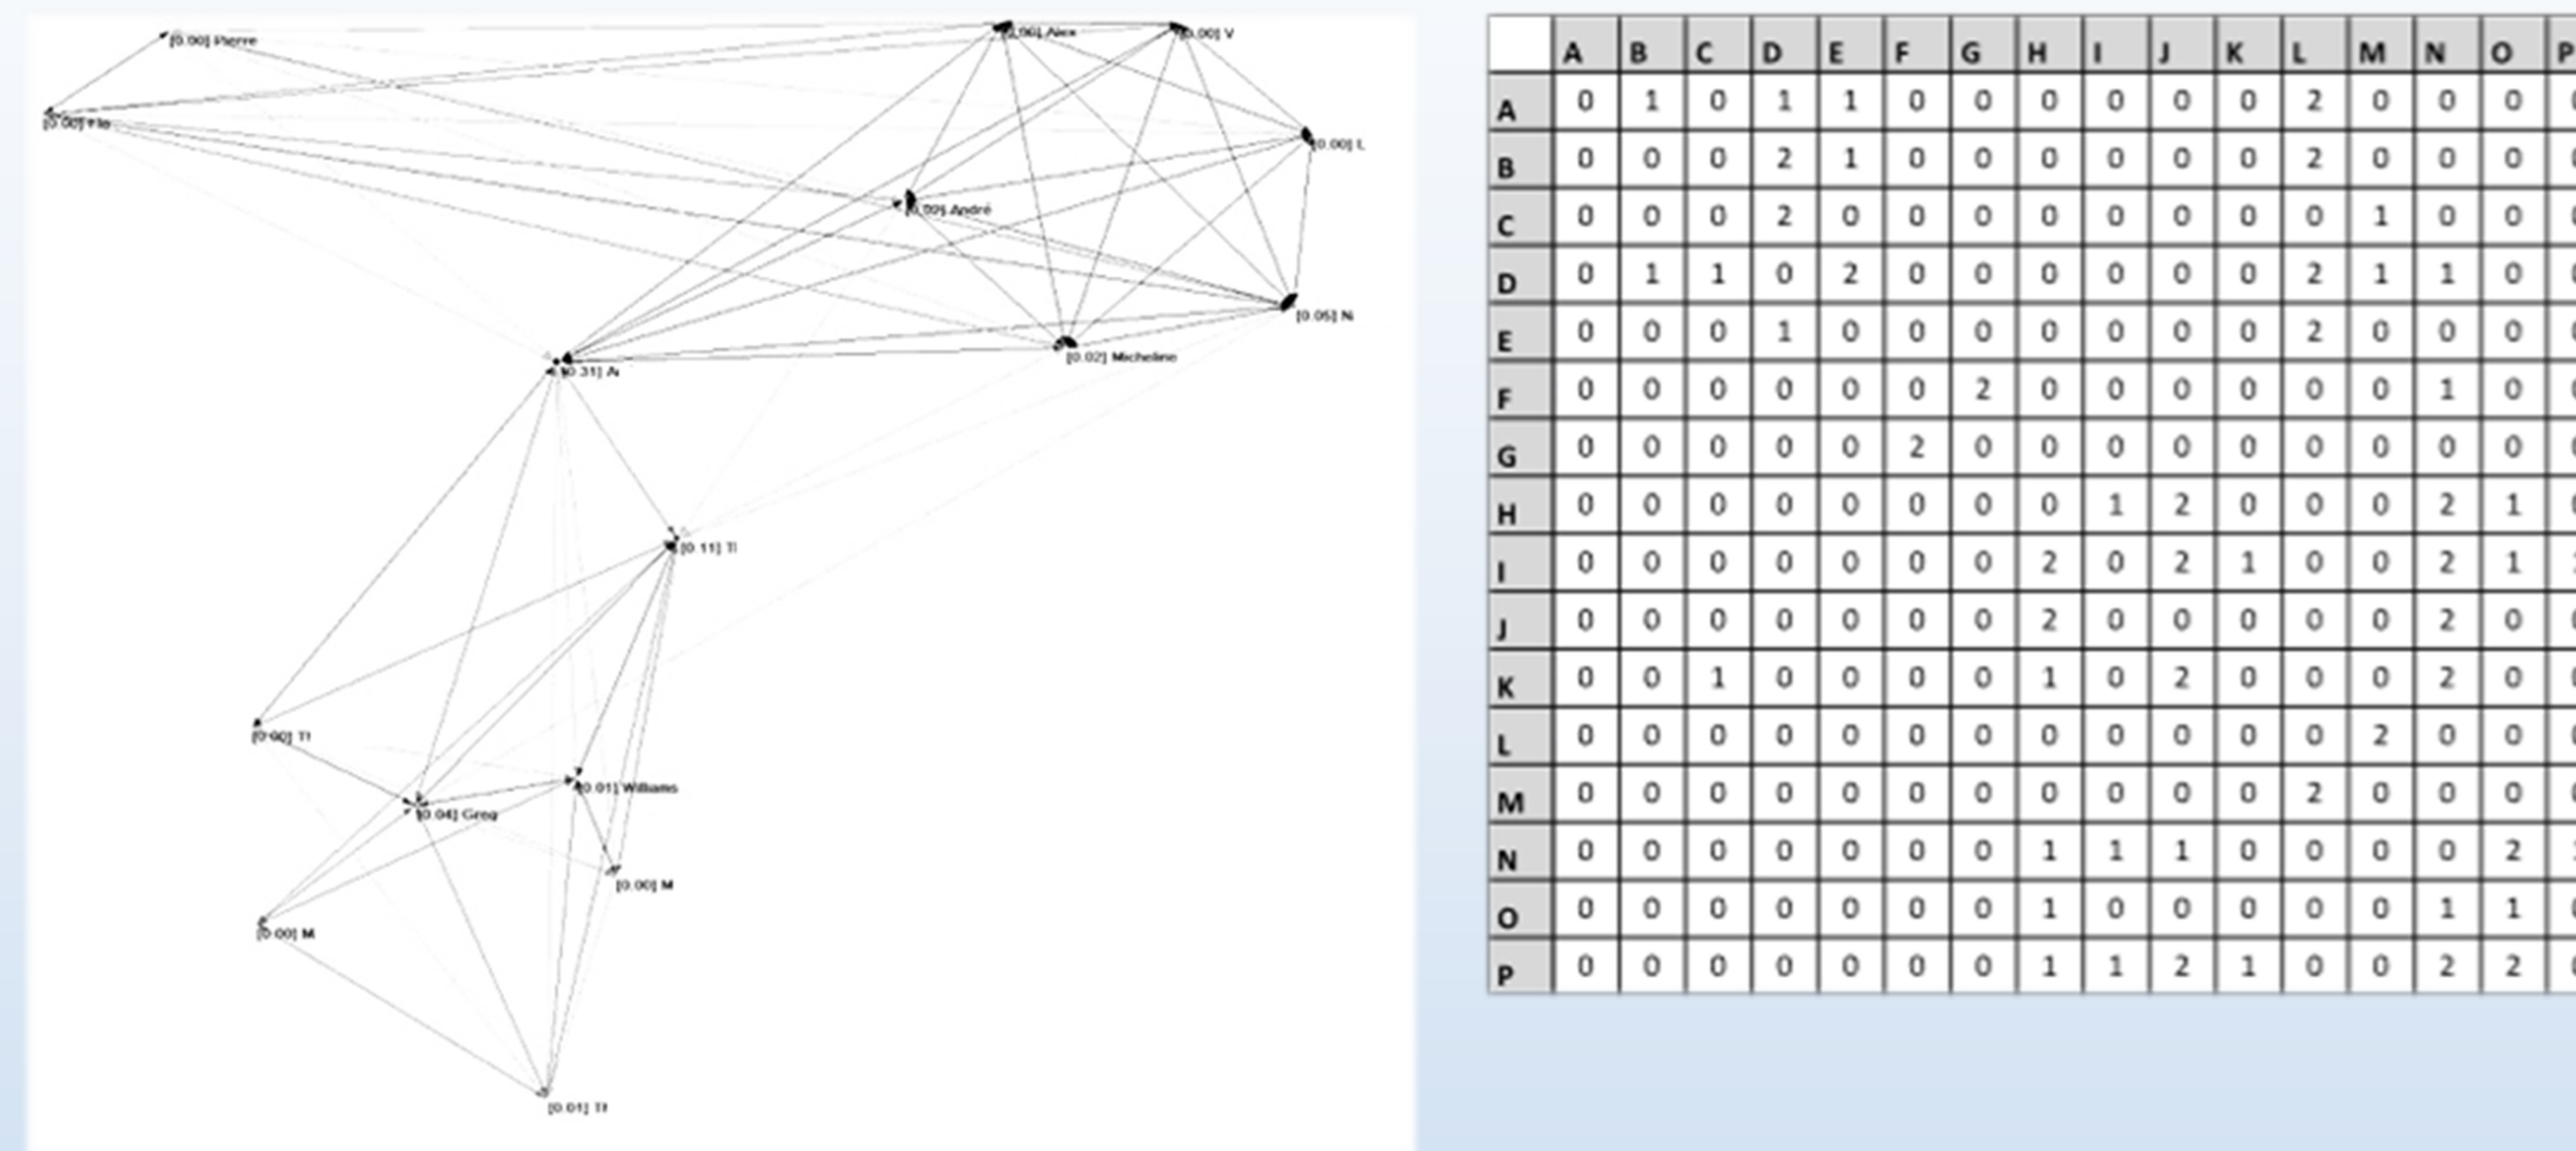 [0.00] Pierre
[0.00] Alex
[0.00] V
[0.00] Flo
[0.00] L
[0.00] André
[0.05] N
[0.02] Micheline
[0.31] A
[0.11] T
[0.00] T
[0.01] Williams
[0.04] Greg
[0.00] M
[0.00] M
[0.01] T
A B C D E F G H I J K L M N O P
A 0 1 0 1 1 0 0 0 0 0 0 2 0 0 0
B 0 0 0 2 1 0 0 0 0 0 0 2 0 0 0
C 0 0 0 2 0 0 0 0 0 0 0 0 1 0 0
D 0 1 1 0 2 0 0 0 0 0 0 2 1 1 0
E 0 0 0 1 0 0 0 0 0 0 0 2 0 0 0
F 0 0 0 0 0 0 2 0 0 0 0 0 0 1 0
G 0 0 0 0 0 2 0 0 0 0 0 0 0 0 0
H 0 0 0 0 0 0 0 0 1 2 0 0 0 2 1
I 0 0 0 0 0 0 0 2 0 2 1 0 0 2 1
J 0 0 0 0 0 0 0 2 0 0 0 0 0 2 0
K 0 0 1 0 0 0 0 1 0 2 0 0 0 2 0
L 0 0 0 0 0 0 0 0 0 0 0 0 2 0 0
M 0 0 0 0 0 0 0 0 0 0 0 2 0 0 0
N 0 0 0 0 0 0 0 1 1 1 0 0 0 0 2
O 0 0 0 0 0 0 0 1 0 0 0 0 0 1 1
P 0 0 0 0 0 0 0 1 1 2 1 0 0 2 2